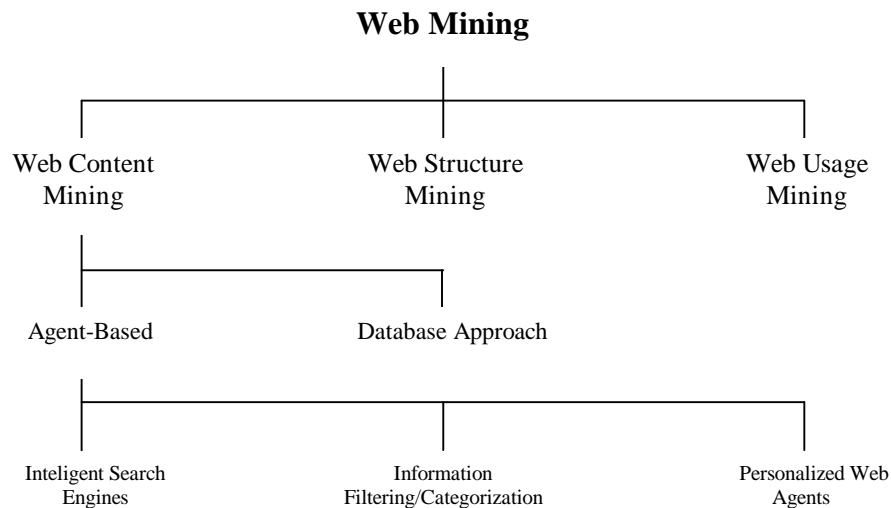 Web Mining
Web Content
Mining
Web Structure
Mining
Web Usage
Mining
Agent-Based
Database Approach
Inteligent Search
Engines
Information
Filtering/Categorization
Personalized Web
Agents